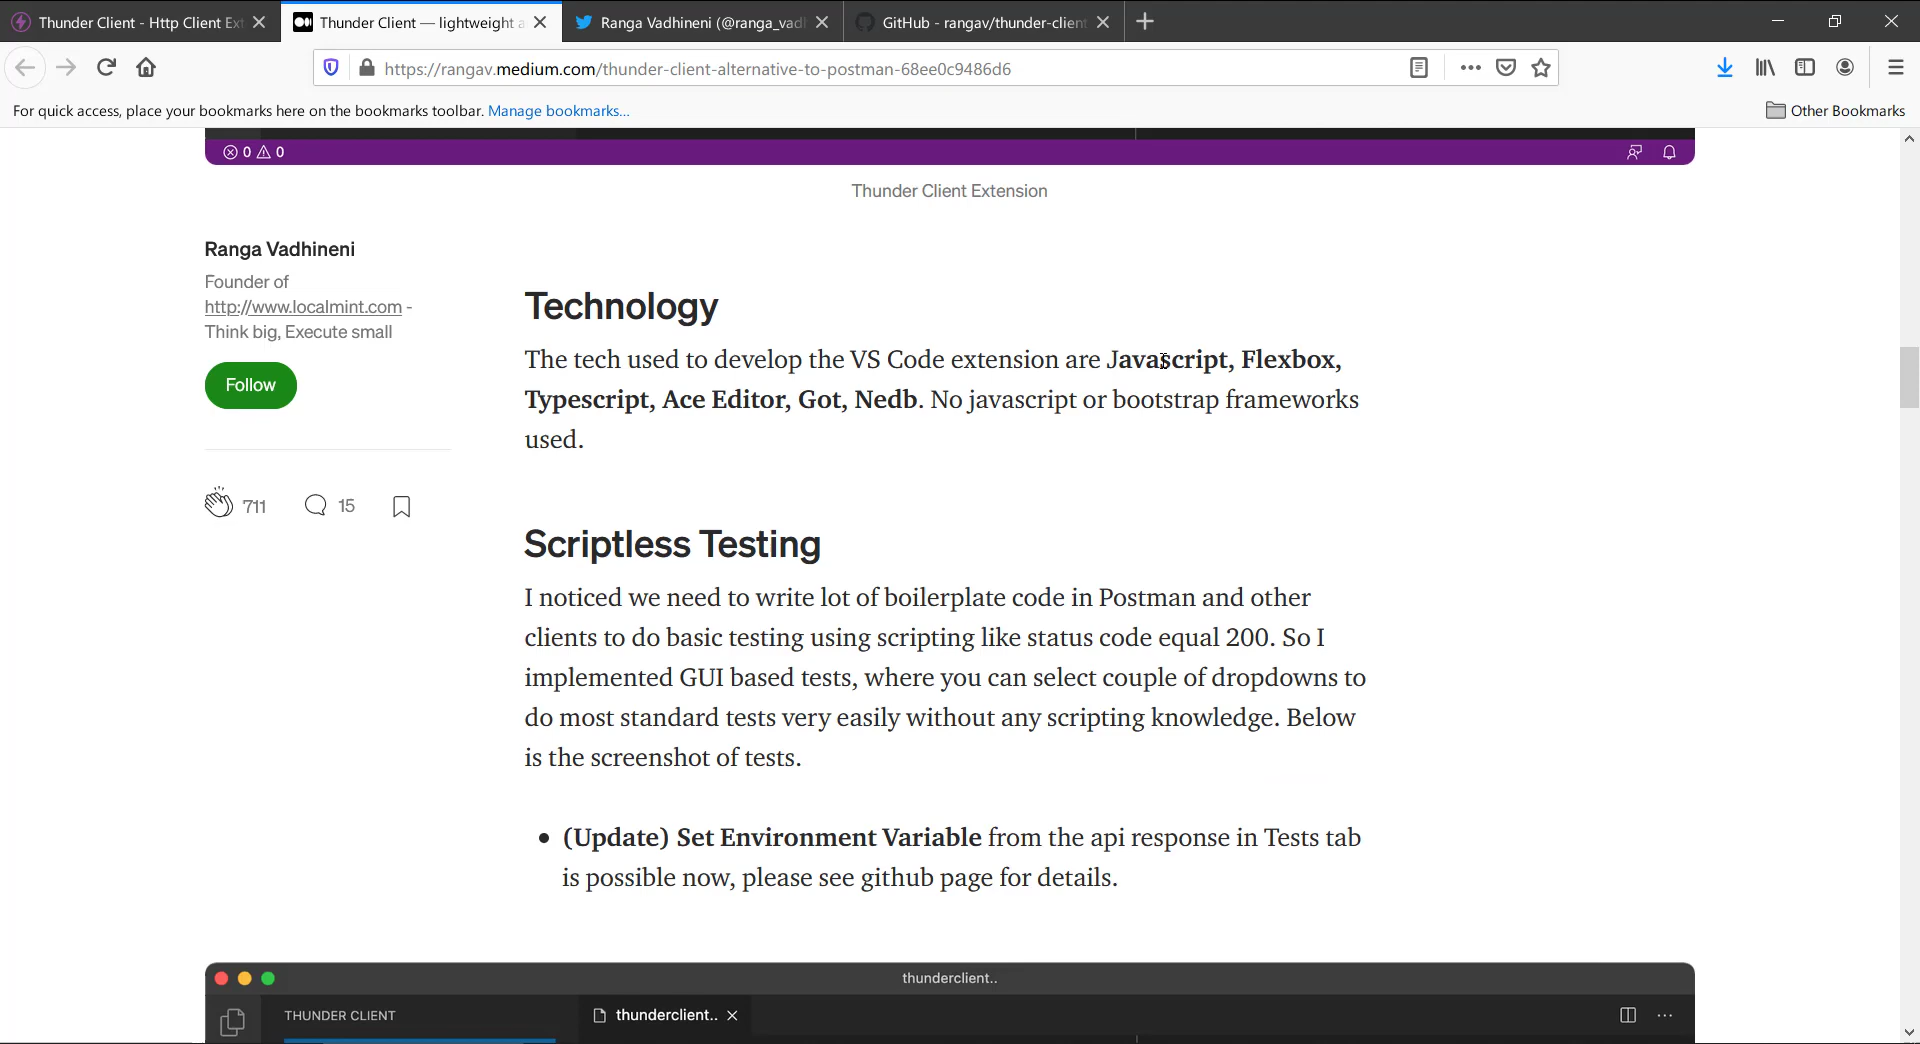 Thunder Client - Http Client Ext
Thunder Client — lightweight a
Ranga Vadhineni (@ranga_vadh
GitHub - rangav/thunder-client
https://rangav.medium.com/thunder-client-alternative-to-postman-68ee0c9486d6
For quick access, place your bookmarks here on the bookmarks toolbar. Manage bookmarks...
Other Bookmarks
0 0
Thunder Client Extension
Ranga Vadhineni
Founder of
http://www.localmint.com -
Think big, Execute small
Follow
711 15
Technology
The tech used to develop the VS Code extension are Javascript, Flexbox,
Typescript, Ace Editor, Got, Nedb. No javascript or bootstrap frameworks
used.
Scriptless Testing
I noticed we need to write lot of boilerplate code in Postman and other
clients to do basic testing using scripting like status code equal 200. So I
implemented GUI based tests, where you can select couple of dropdowns to
do most standard tests very easily without any scripting knowledge. Below
is the screenshot of tests.
• (Update) Set Environment Variable from the api response in Tests tab
is possible now, please see github page for details.
thunderclient..
THUNDER CLIENT
thunderclient..